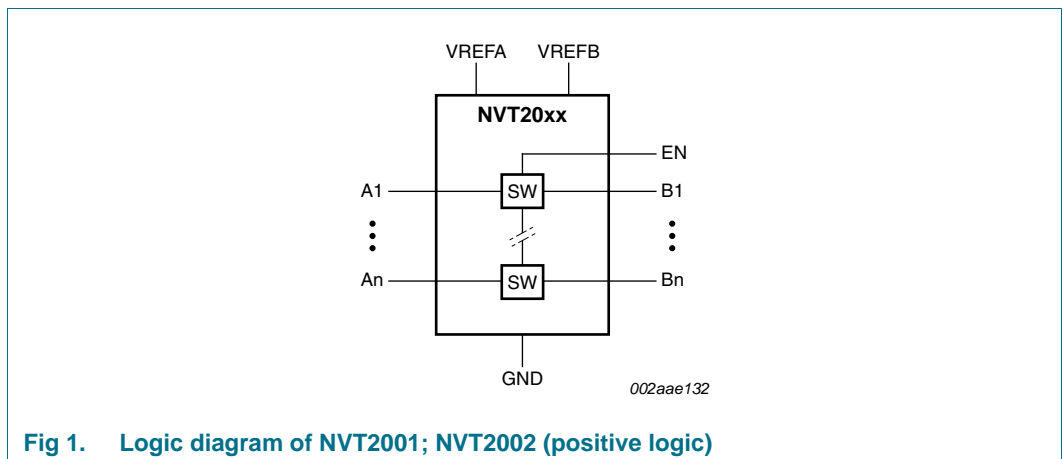 VREFA VREFB
NVT20xx
EN
A1 SW B1
An SW Bn
GND
002aae132
Fig 1. Logic diagram of NVT2001; NVT2002 (positive logic)